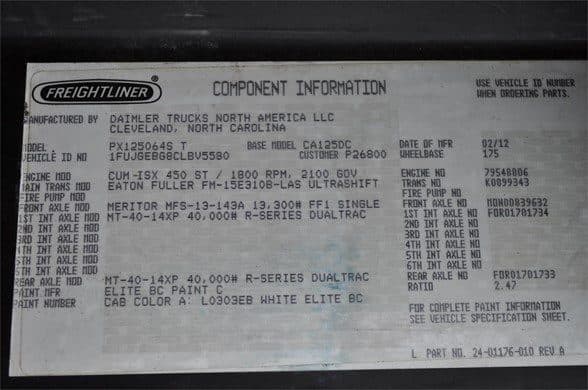 FREIGHTLINER COMPONENT INFORMATION USE VEHICLE ID NUMBER
WHEN ORDERING PARTS.
MANUFACTURED BY DAIMLER TRUCKS NORTH AMERICA LLC
CLEVELAND, NORTH CAROLINA
MODEL PX125064S T BASE MODEL CA125DC DATE OF MFR 02/12
VEHICLE ID NO 1FUJGEBG8CLBV5580 CUSTOMER P26800 WHEELBASE 175
ENGINE MOD CUM-ISX 450 ST / 1800 RPM, 2100 GOV ENGINE NO 79548806
MAIN TRANS MOD EATON FULLER FM-15E310B-LAS ULTRASHIFT TRANS NO K0899343
FIRE PUMP MOD FIRE PUMP NO
FRONT AXLE MOD MERITOR MFS-13-143A 13,300# FF1 SINGLE FRONT AXLE NO MON00839632
1ST INT AXLE MOD MT-40-14XP 40,000# R-SERIES DUALTRAC 1ST INT AXLE NO FOR01701734
2ND INT AXLE MOD 2ND INT AXLE NO
3RD INT AXLE MOD 3RD INT AXLE NO
4TH INT AXLE MOD 4TH INT AXLE NO
5TH INT AXLE MOD 5TH INT AXLE NO
6TH INT AXLE MOD 6TH INT AXLE NO
REAR AXLE MOD MT-40-14XP 40,000# R-SERIES DUALTRAC REAR AXLE NO FOR01701733
PAINT MFR ELITE BC PAINT C RATIO 2.47
PAINT NUMBER CAB COLOR A: L0303EB WHITE ELITE BC
FOR COMPLETE PAINT INFORMATION
SEE VEHICLE SPECIFICATION SHEET.
L PART NO. 24-01176-010 REV A